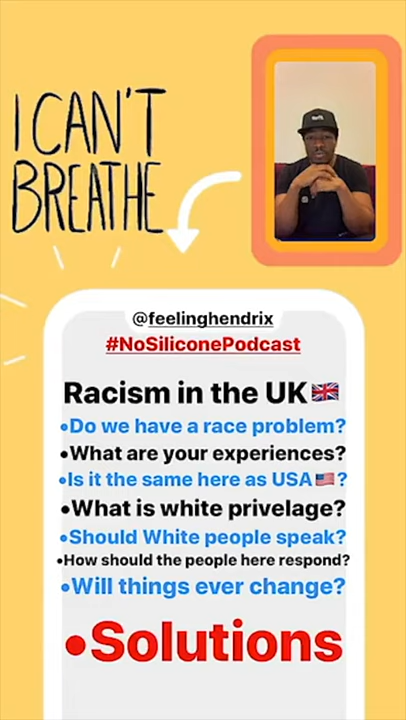 I CAN'T
BREATHE
@feelinghendrix
#NoSiliconePodcast
Racism in the UK🇬🇧
•Do we have a race problem?
•What are your experiences?
•Is it the same here as USA🇺🇸?
•What is white privelage?
•Should White people speak?
•How should the people here respond?
•Will things ever change?
•Solutions